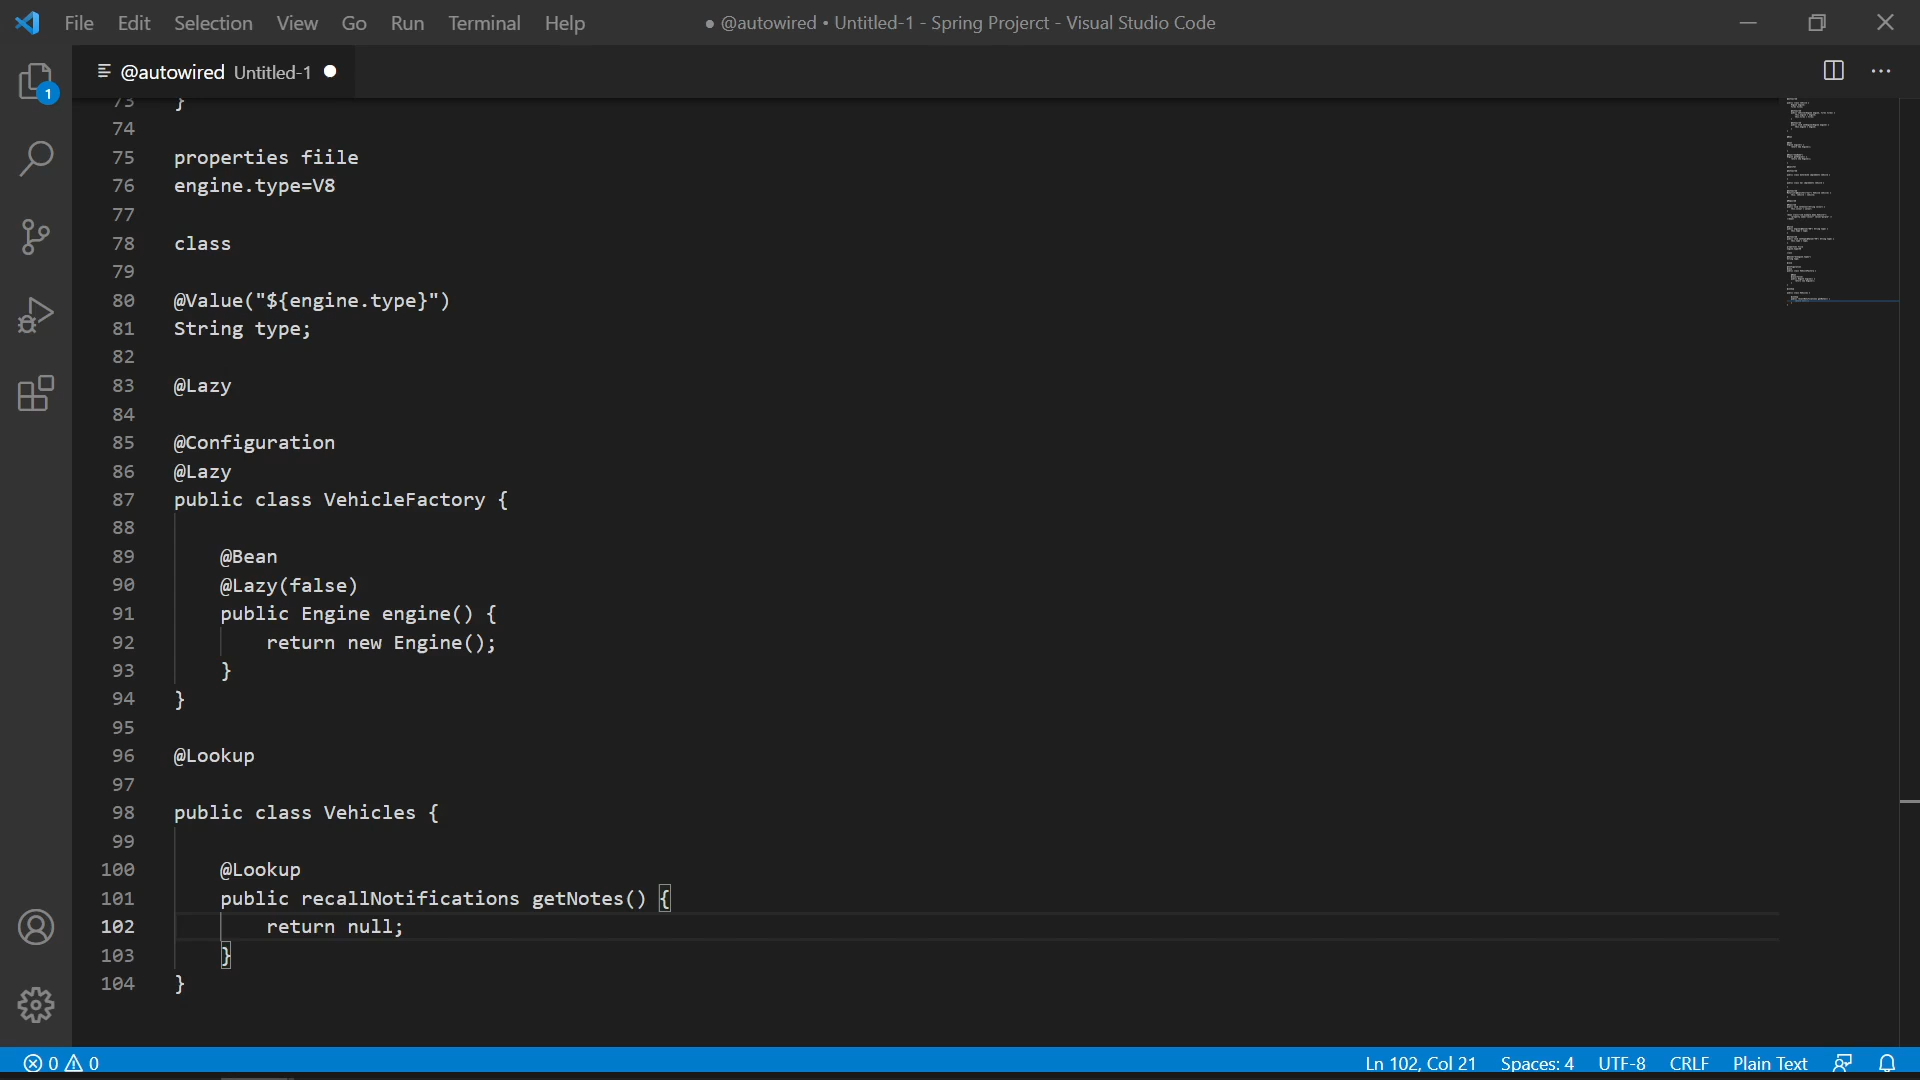 File Edit Selection View Go Run Terminal Help
● @autowired • Untitled-1 - Spring Projerct - Visual Studio Code
@autowired Untitled-1 ●
1
73 }
74
75 properties fiile
76 engine.type=V8
77
78 class
79
80 @Value("${engine.type}")
81 String type;
82
83 @Lazy
84
85 @Configuration
86 @Lazy
87 public class VehicleFactory {
88
89 @Bean
90 @Lazy(false)
91 public Engine engine() {
92 return new Engine();
93 }
94 }
95
96 @Lookup
97
98 public class Vehicles {
99
100 @Lookup
101 public recallNotifications getNotes() {
102 return null;
103 }
104 }
0 0
Ln 102, Col 21 Spaces: 4 UTF-8 CRLF Plain Text